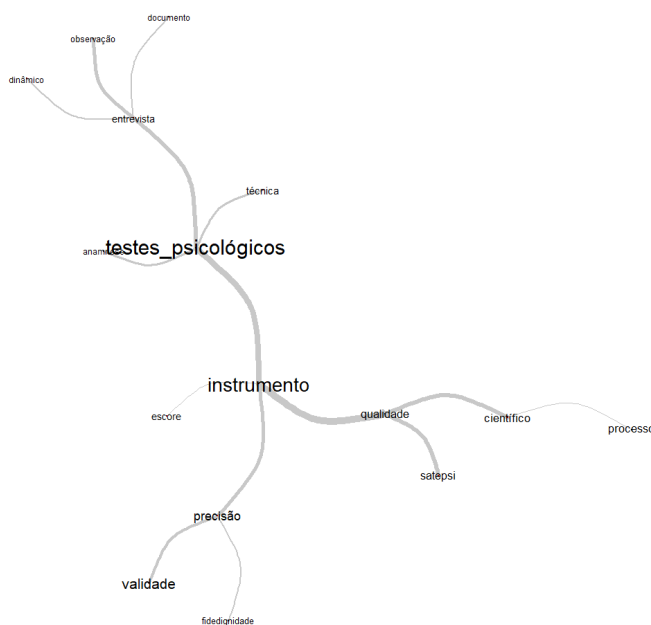 documento
observação
dinâmico
entrevista
técnica
testes_psicológicos
instrumento
qualidade
escore
científico
processo
satepsi
precisão
validade
fidedignidade